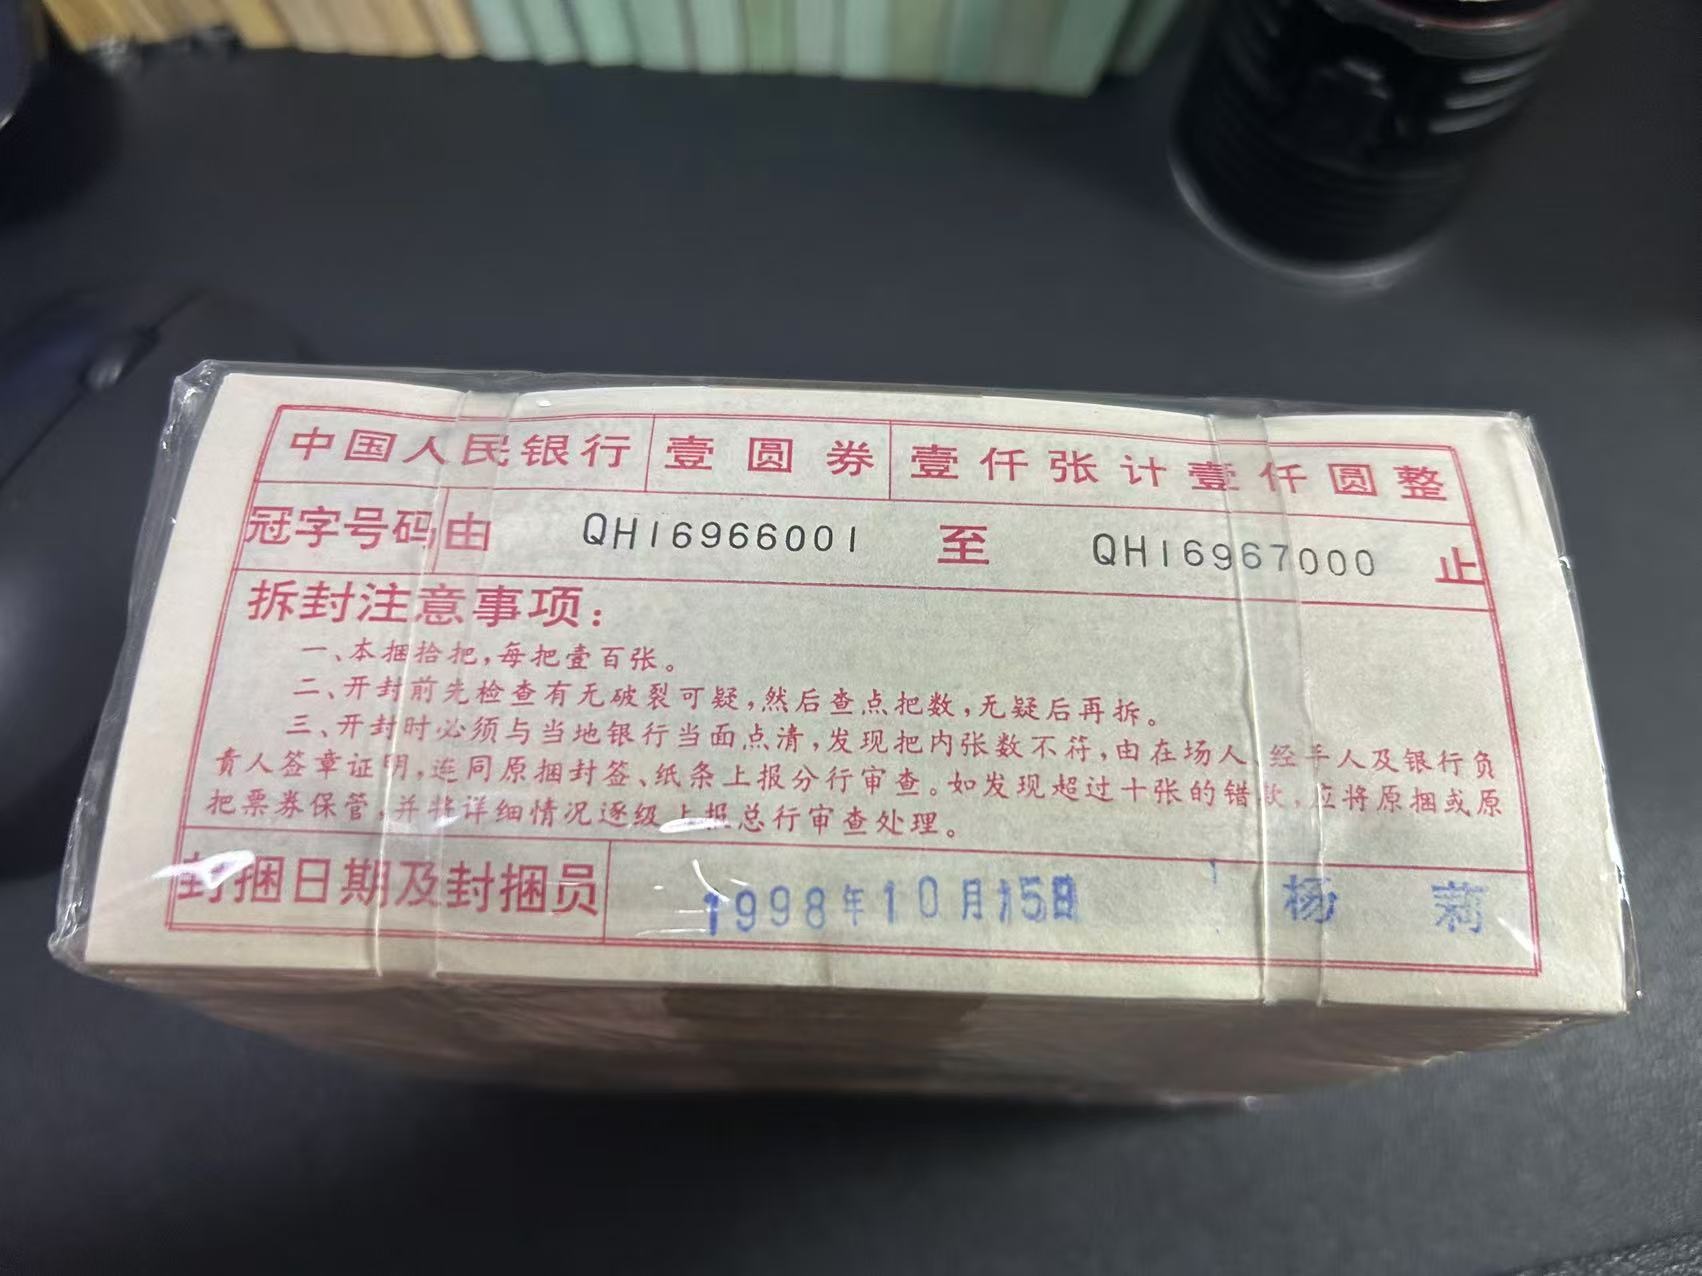 中国人民银行 壹圆券 壹仟张计壹仟圆整
冠字号码由 QH16966001 至 QH16967000 止
拆封注意事项：
一、本捆拾把，每把壹百张。
二、开封前先检查有无破裂可疑，然后查点把数，无疑后再拆。
三、开封时必须与当地银行当面点清，发现把内张数不符，由在场人、经手人及银行负
责人签章证明，连同原捆封签、纸条上报分行审查。如发现超过十张的错款，应将原捆或原
把票券保管，并将详细情况逐级上报总行审查处理。
封捆日期及封捆员 1998年10月15日 杨莉